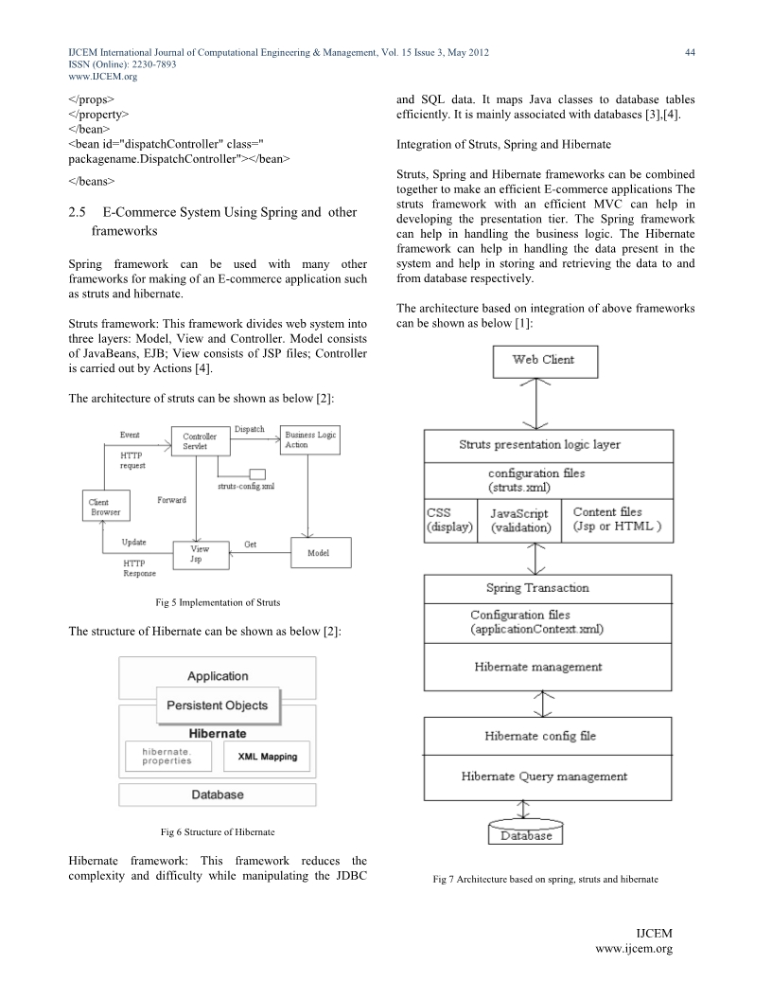 IJCEM International Journal of Computational Engineering & Management, Vol. 15 Issue 3, May 2012 44
ISSN (Online): 2230-7893
www.IJCEM.org
</props>
</property>
</bean>
<bean id="dispatchController" class="
packagename.DispatchController"></bean>
</beans>
2.5 E-Commerce System Using Spring and other
frameworks
Spring framework can be used with many other
frameworks for making of an E-commerce application such
as struts and hibernate.
Struts framework: This framework divides web system into
three layers: Model, View and Controller. Model consists
of JavaBeans, EJB; View consists of JSP files; Controller
is carried out by Actions [4].
The architecture of struts can be shown as below [2]:
Event
HTTP
request
Controller
Servlet
Dispatch
Business Logic
Action
struts-config.xml
Client
Browser
Forward
Update
HTTP
Response
View
Jsp
Get
Model
Fig 5 Implementation of Struts
The structure of Hibernate can be shown as below [2]:
Application
Persistent Objects
Hibernate
hibernate.
properties
XML Mapping
Database
Fig 6 Structure of Hibernate
Hibernate framework: This framework reduces the
complexity and difficulty while manipulating the JDBC
and SQL data. It maps Java classes to database tables
efficiently. It is mainly associated with databases [3],[4].
Integration of Struts, Spring and Hibernate
Struts, Spring and Hibernate frameworks can be combined
together to make an efficient E-commerce applications The
struts framework with an efficient MVC can help in
developing the presentation tier. The Spring framework
can help in handling the business logic. The Hibernate
framework can help in handling the data present in the
system and help in storing and retrieving the data to and
from database respectively.
The architecture based on integration of above frameworks
can be shown as below [1]:
Web Client
Struts presentation logic layer
configuration files
(struts.xml)
CSS
(display)
JavaScript
(validation)
Content files
(Jsp or HTML )
Spring Transaction
Configuration files
(applicationContext.xml)
Hibernate management
Hibernate config file
Hibernate Query management
Database
Fig 7 Architecture based on spring, struts and hibernate
IJCEM
www.ijcem.org